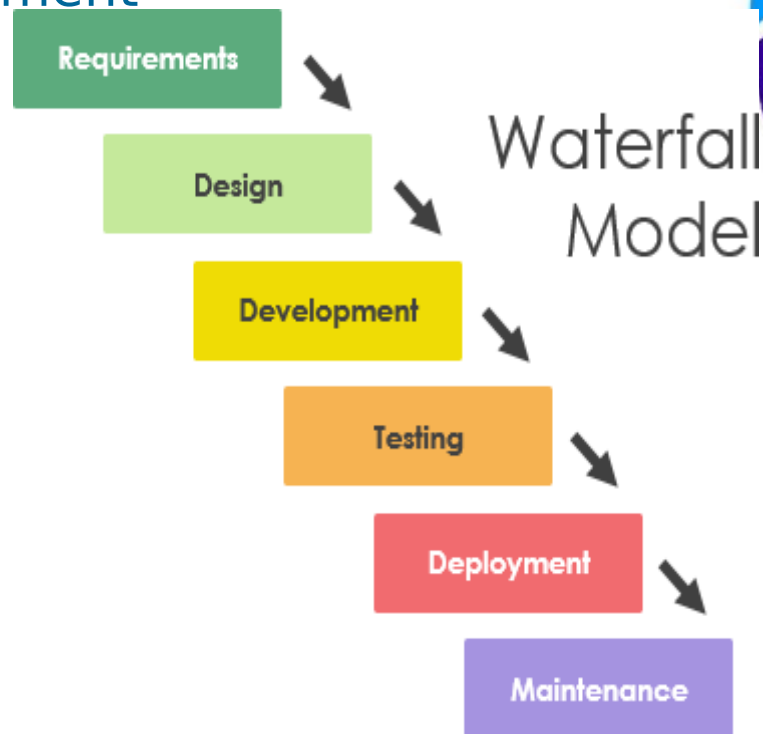 Requirements
Waterfall
Model
Design
Development
Testing
Deployment
Maintenance